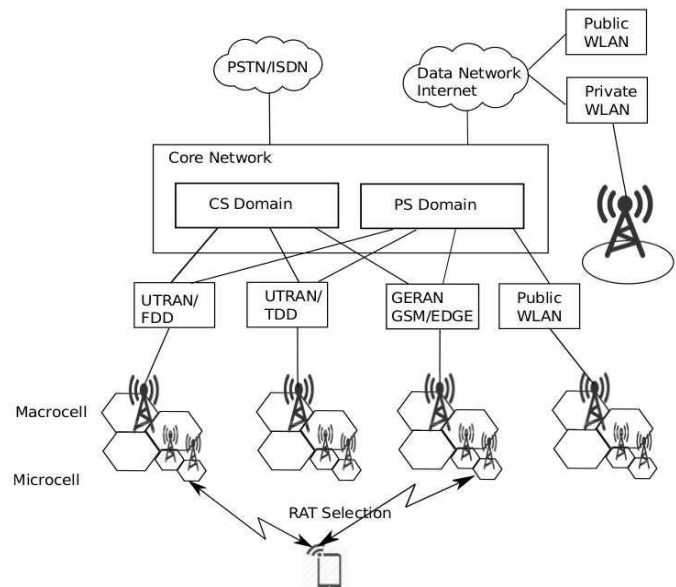 Public
WLAN
PSTN/ISDN
Data Network
Internet
Private
WLAN
Core Network
CS Domain
PS Domain
UTRAN/
FDD
UTRAN/
TDD
GERAN
GSM/EDGE
Public
WLAN
Macrocell
Microcell
RAT Selection